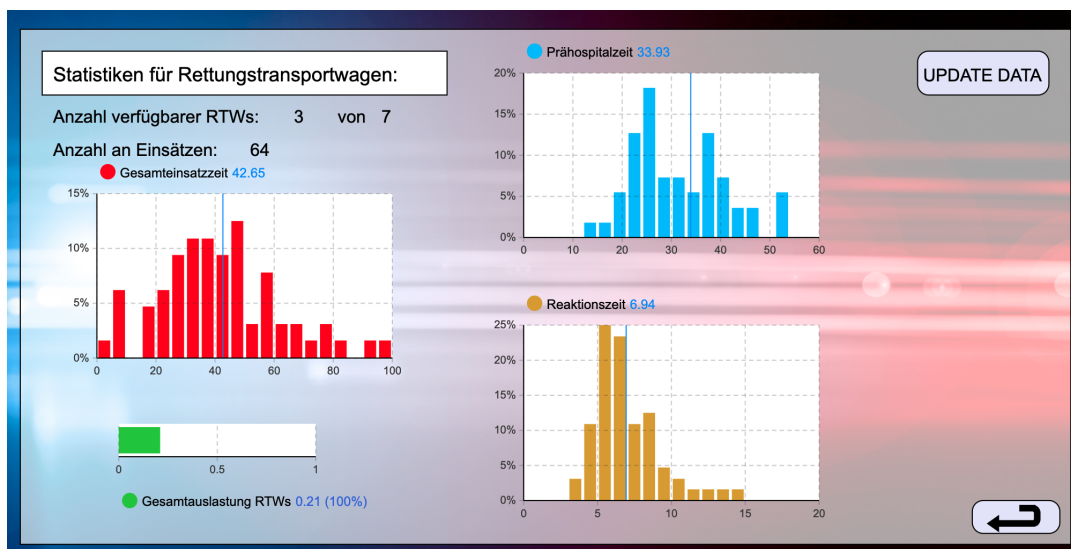 Statistiken für Rettungstransportwagen:
Anzahl verfügbarer RTWs: 3 von 7
Anzahl an Einsätzen: 64
Gesamteinsatzzeit 42.65
15%
10%
5%
0%
0 20 40 60 80 100
0 0.5 1
Gesamtauslastung RTWs 0.21 (100%)
Prähospitalzeit 33.93
20%
15%
10%
5%
0%
0 10 20 30 40 50 60
Reaktionszeit 6.94
25%
20%
15%
10%
5%
0%
0 5 10 15 20
UPDATE DATA